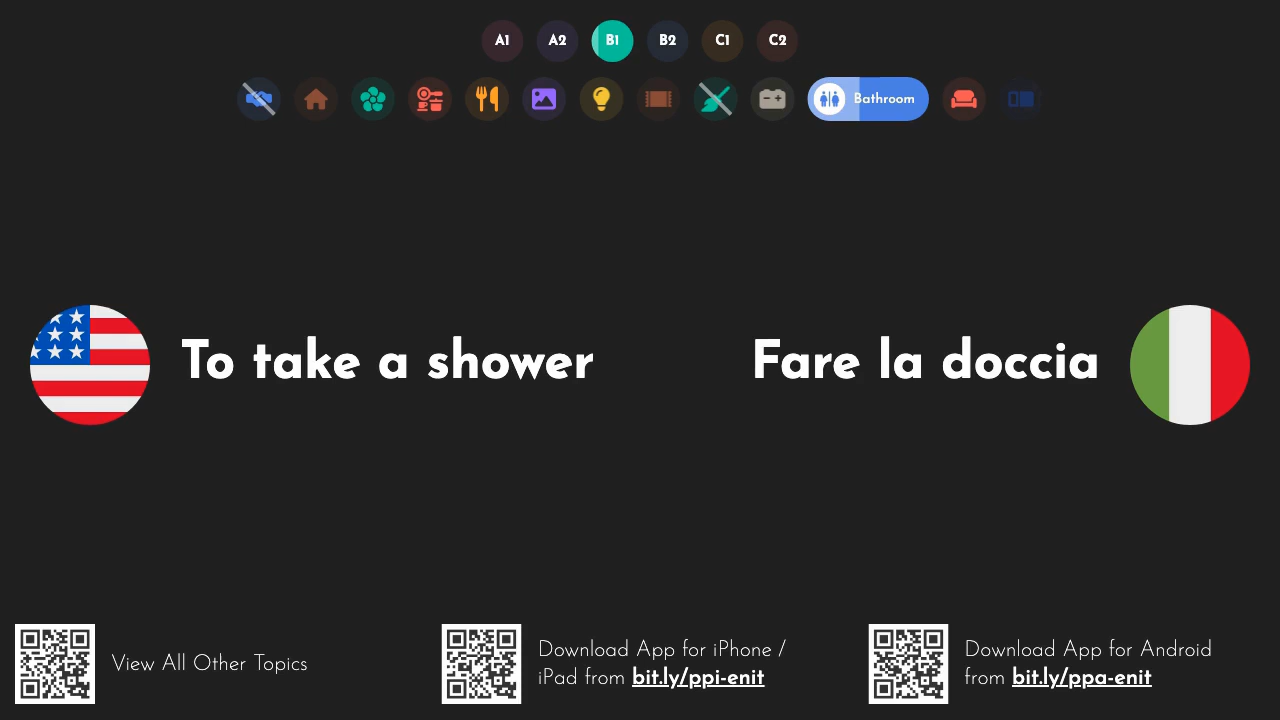 A1 A2 B1 B2 C1 C2
Bathroom
To take a shower
Fare la doccia
View All Other Topics
Download App for iPhone /
iPad from bit.ly/ppi-enit
Download App for Android
from bit.ly/ppa-enit